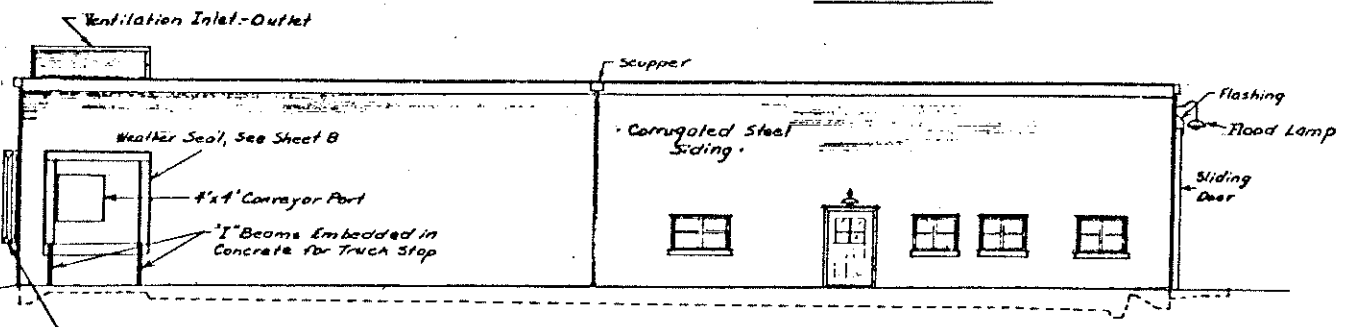 Ventilation Inlet-Outlet
Scupper
Flashing
Flood Lamp
Weather Seal, See Sheet B
Corrugated Steel
Siding
Sliding
Door
4'x4' Conveyor Port
"I" Beams Embedded in
Concrete for Truck Stop